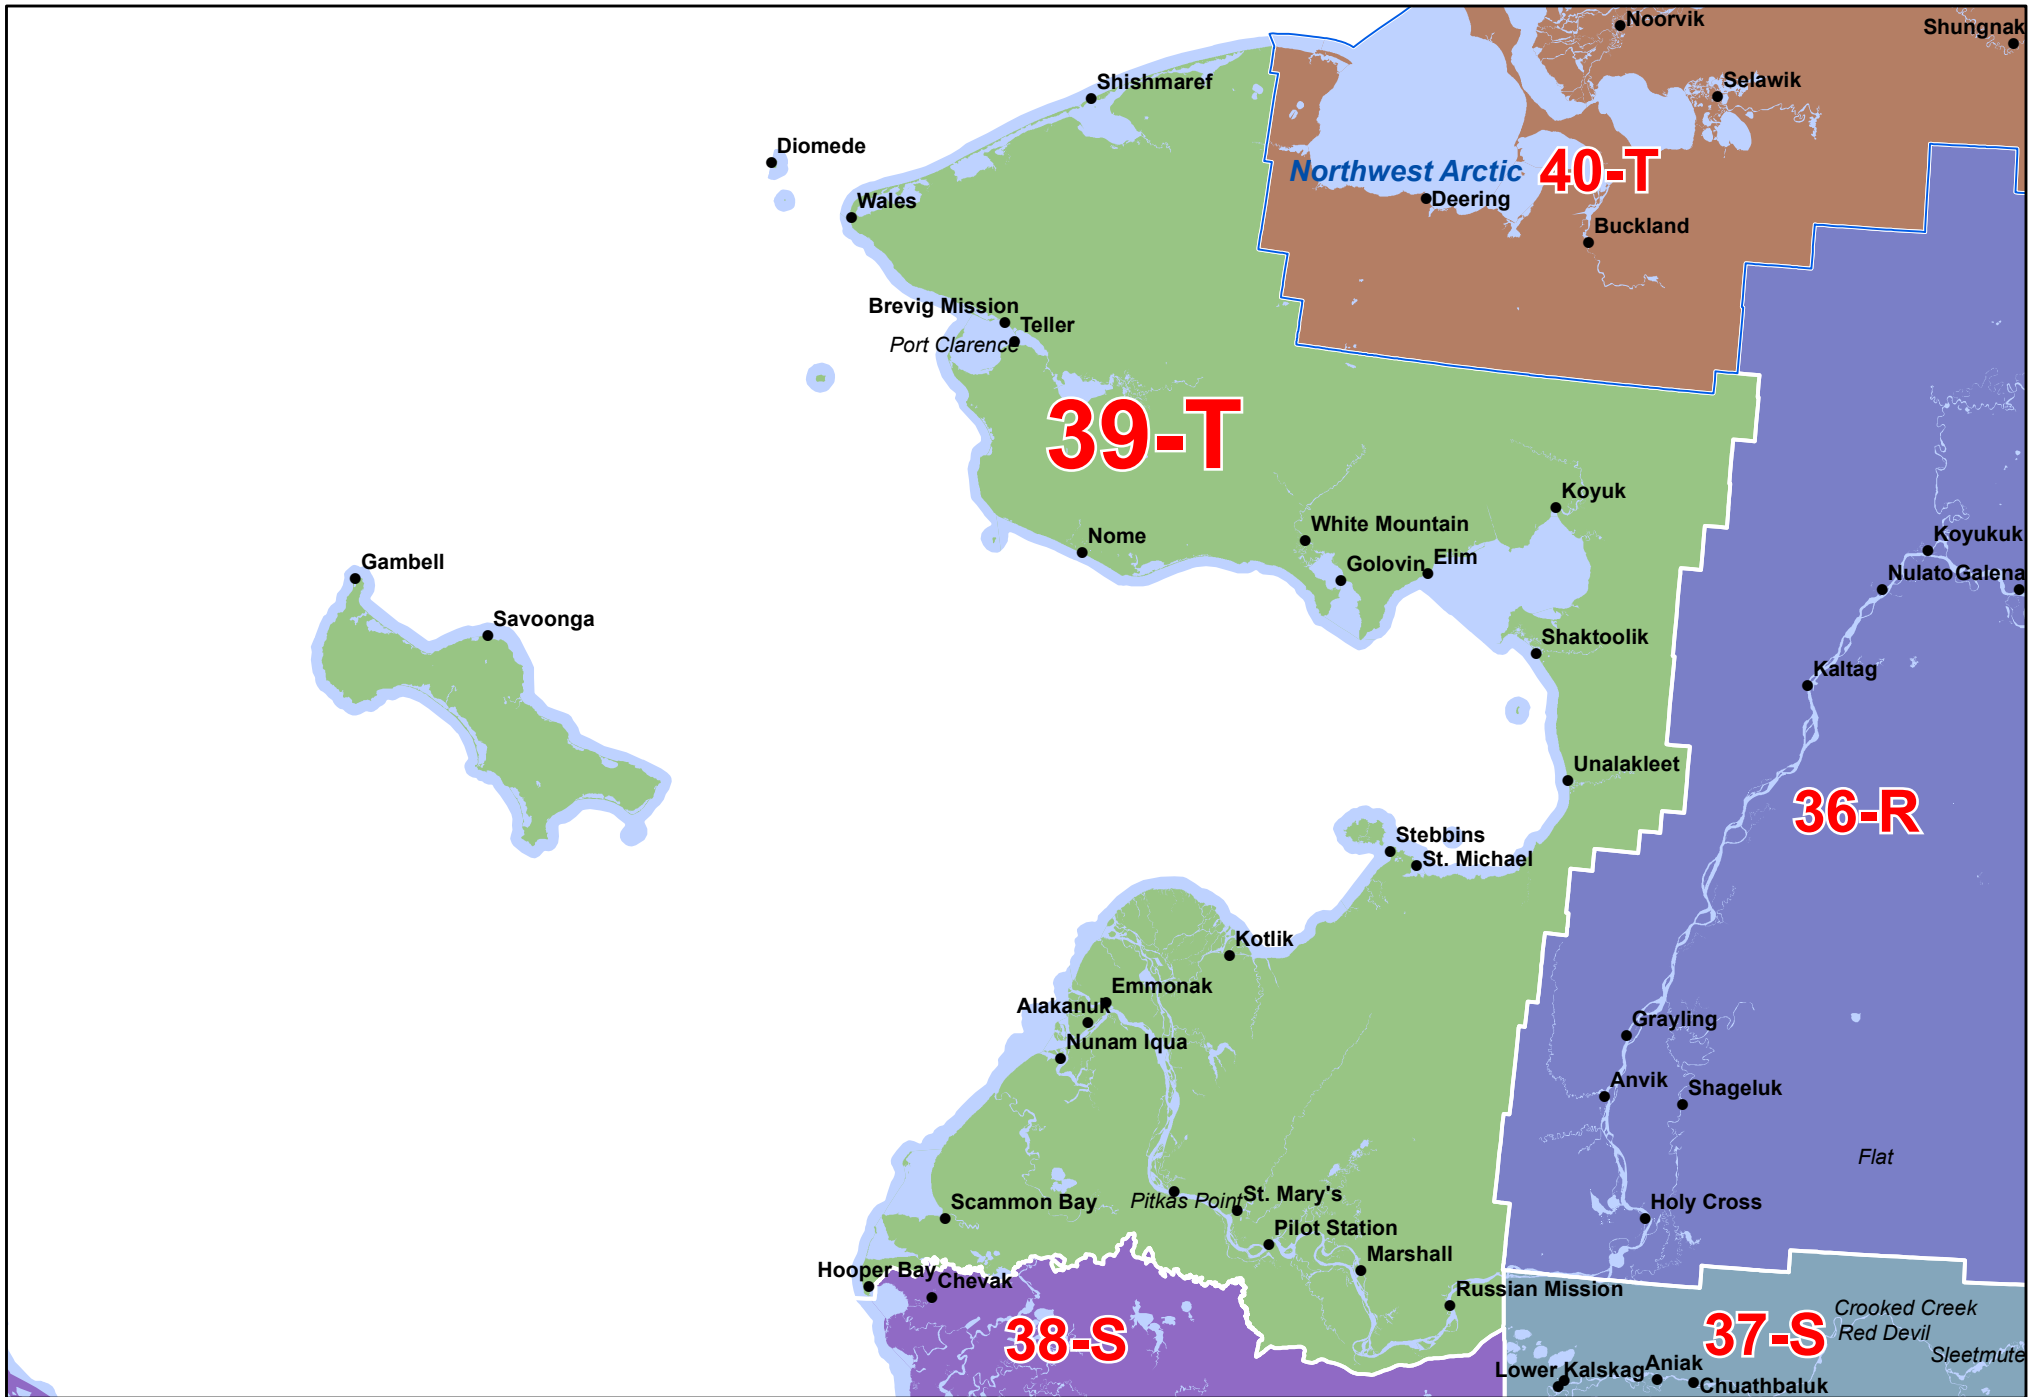 Noorvik
Shungnak
Shishmaref
Selawik
Diomede
Northwest Arctic
40-T
Deering
Wales
Buckland
Brevig Mission
Teller
Port Clarence
39-T
Koyuk
White Mountain
Nome
Koyukuk
Gambell
Golovin
Elim
Nulato
Galena
Savoonga
Shaktoolik
Kaltag
Unalakleet
36-R
Stebbins
St. Michael
Kotlik
Emmonak
Alakanuk
Grayling
Nunam Iqua
Anvik
Shageluk
Flat
Scammon Bay
Pitkas Point
St. Mary's
Holy Cross
Pilot Station
Marshall
Hooper Bay
Chevak
Russian Mission
38-S
37-S
Crooked Creek
Red Devil
Sleetmute
Lower Kalskag
Aniak
Chuathbaluk